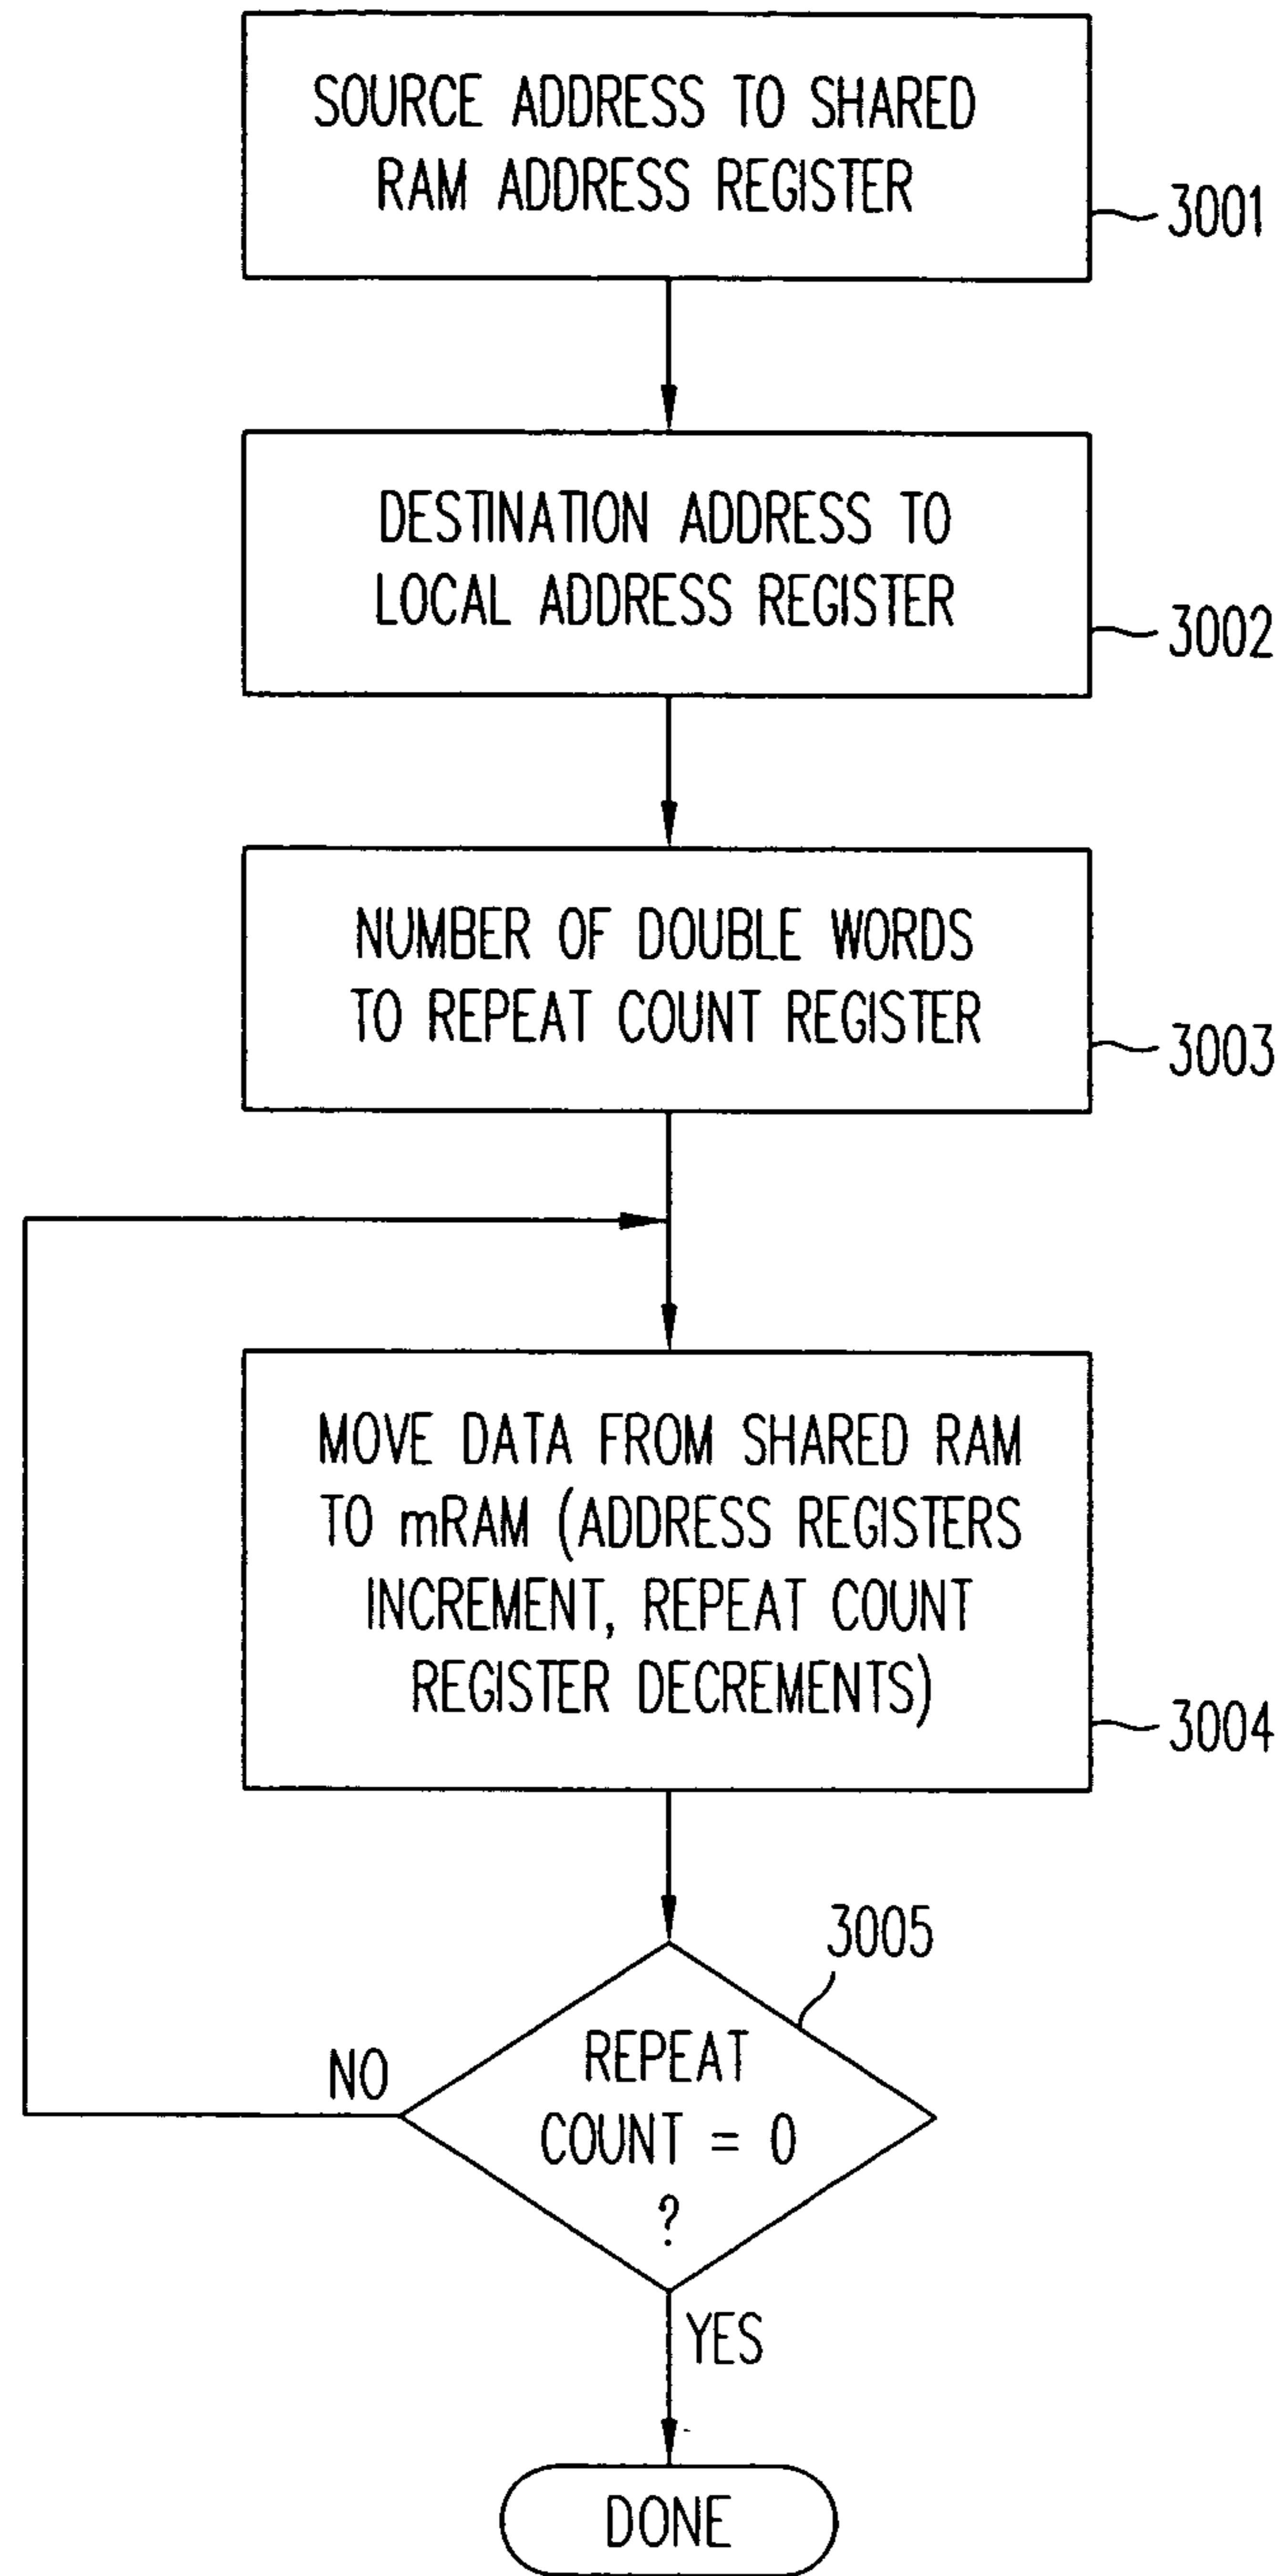 SOURCE ADDRESS TO SHARED
RAM ADDRESS REGISTER
3001
DESTINATION ADDRESS TO
LOCAL ADDRESS REGISTER
3002
NUMBER OF DOUBLE WORDS
TO REPEAT COUNT REGISTER
3003
MOVE DATA FROM SHARED RAM
TO mRAM (ADDRESS REGISTERS
INCREMENT, REPEAT COUNT
REGISTER DECREMENTS)
3004
3005
REPEAT
COUNT = 0
?
NO
YES
DONE